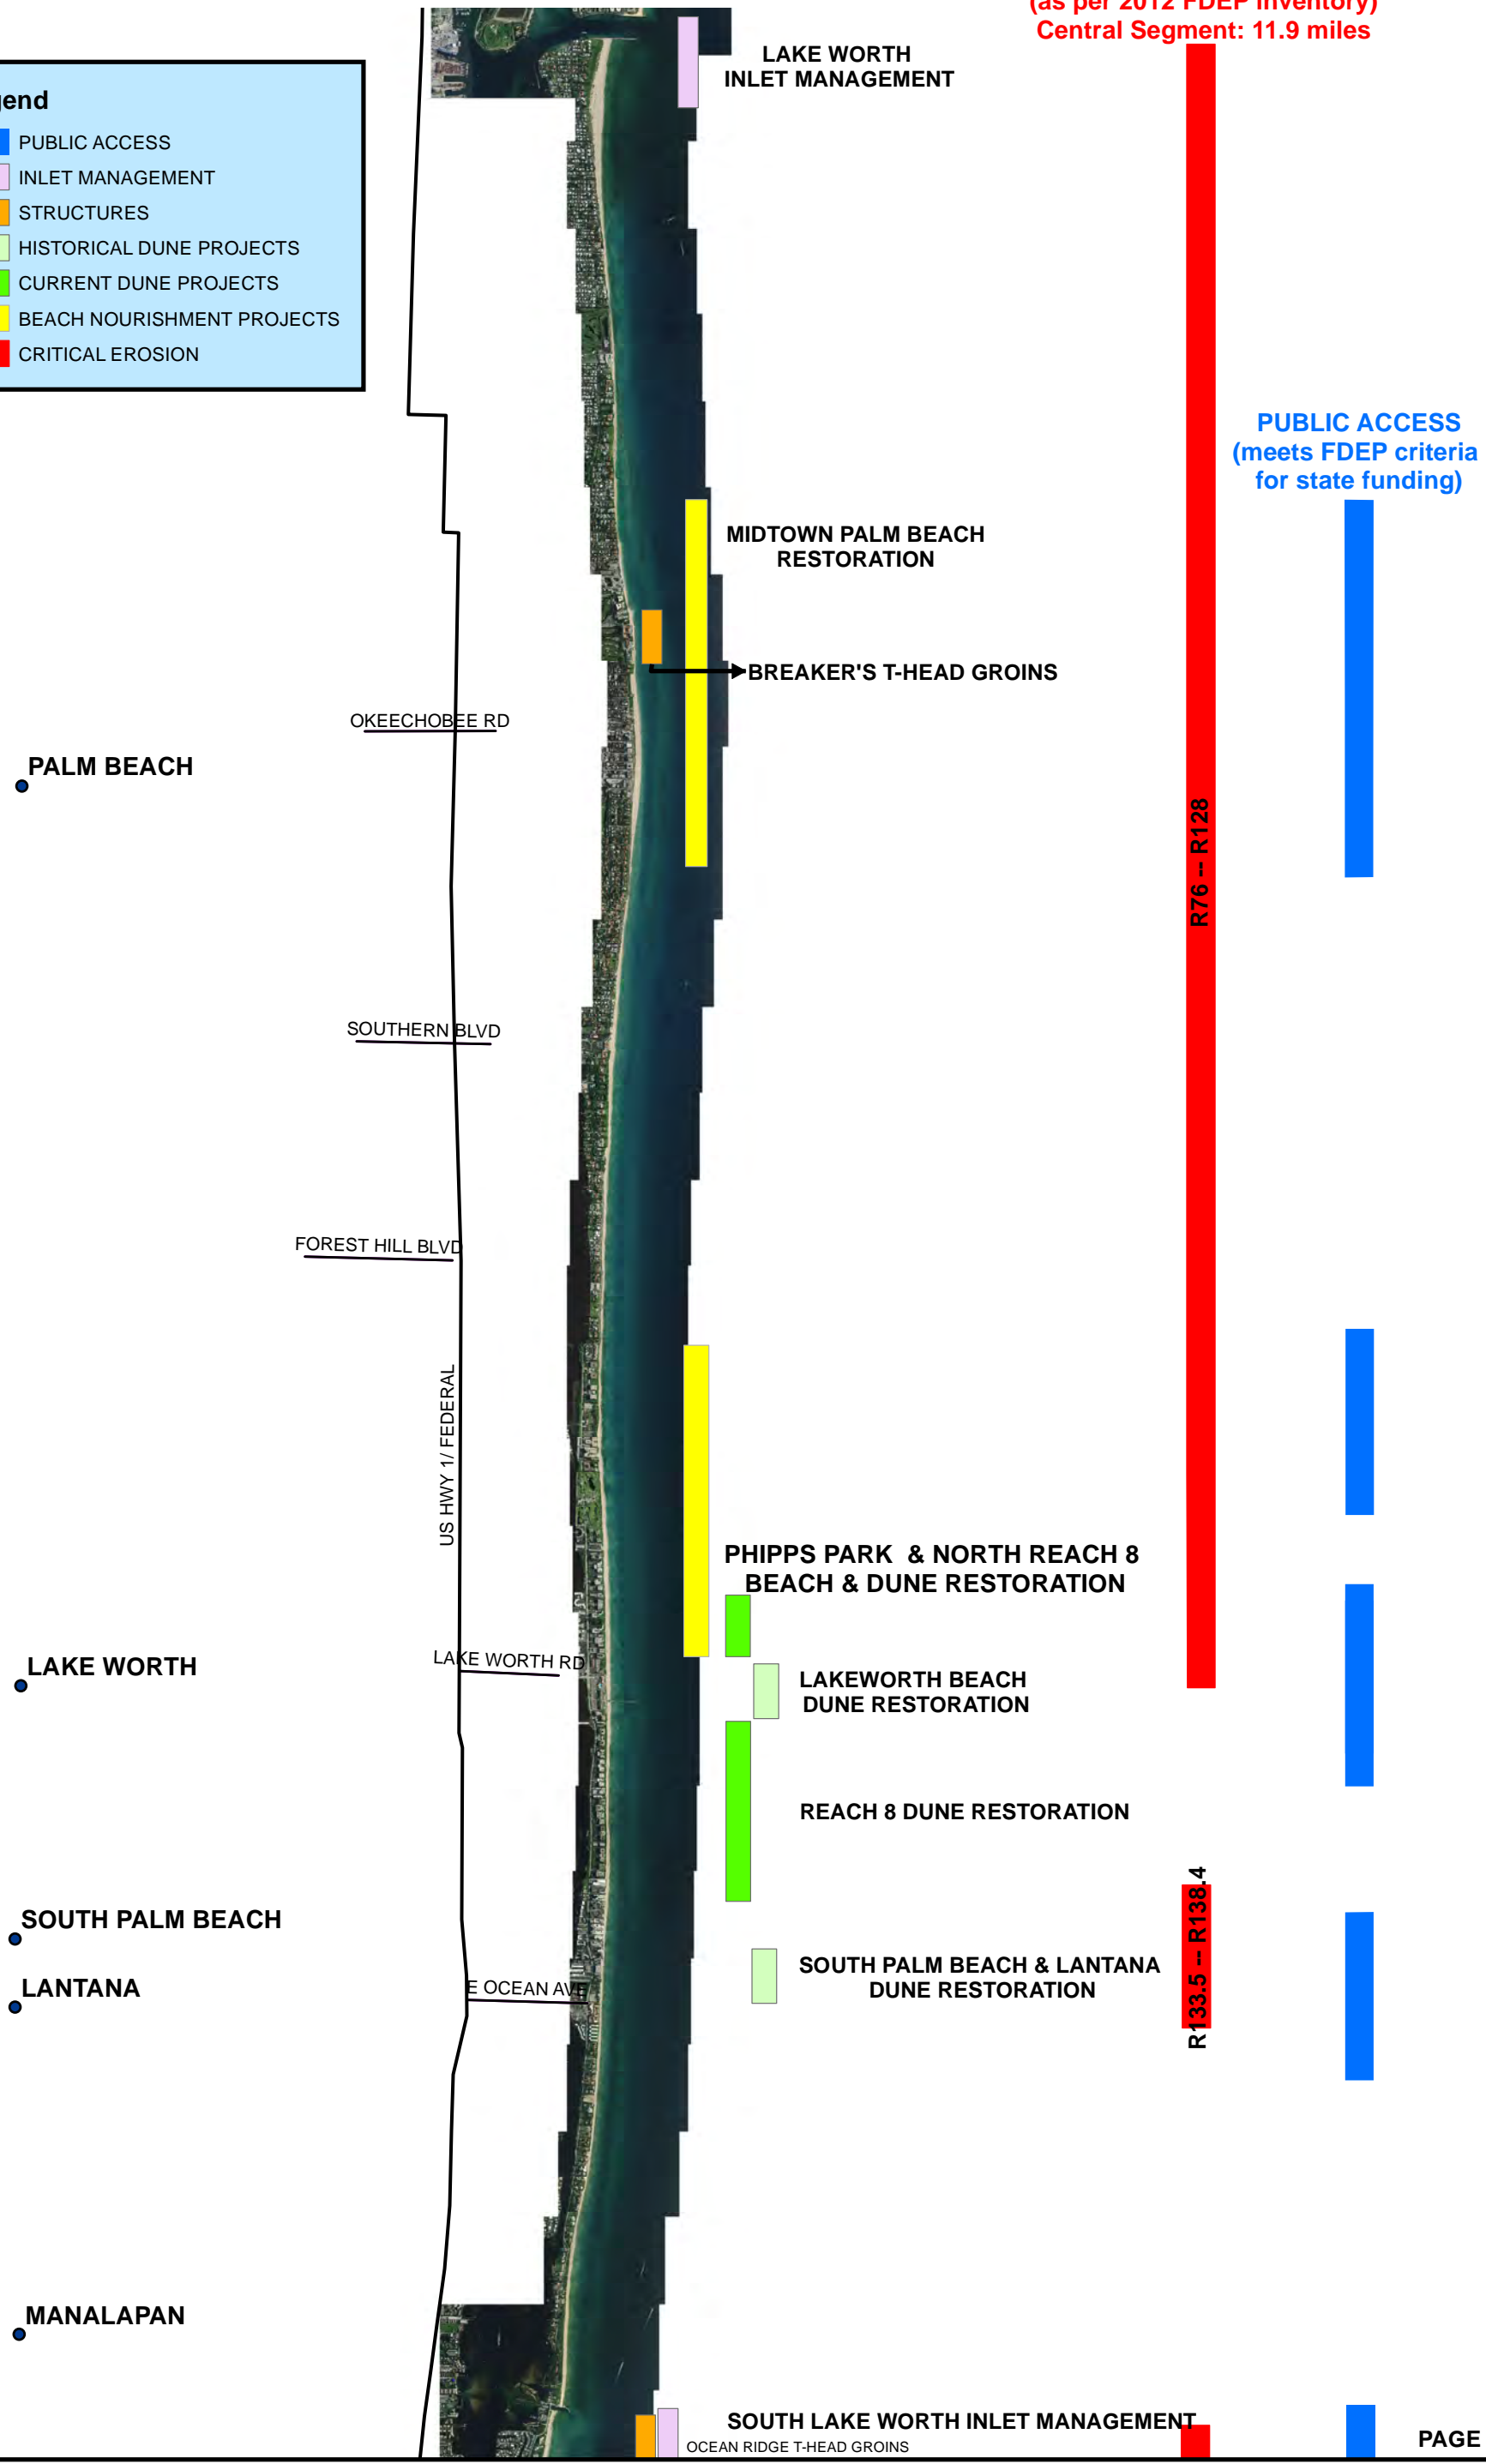 (as per 2012 FDEP inventory)
Central Segment: 11.9 miles
LAKE WORTH
INLET MANAGEMENT
PUBLIC ACCESS
INLET MANAGEMENT
STRUCTURES
HISTORICAL DUNE PROJECTS
CURRENT DUNE PROJECTS
BEACH NOURISHMENT PROJECTS
CRITICAL EROSION
PUBLIC ACCESS
(meets FDEP criteria
for state funding)
MIDTOWN PALM BEACH
RESTORATION
BREAKER'S T-HEAD GROINS
OKEECHOBEE RD
PALM BEACH
R76 -- R128
SOUTHERN BLVD
FOREST HILL BLVD
US HWY 1/ FEDERAL
PHIPPS PARK & NORTH REACH 8
BEACH & DUNE RESTORATION
LAKE WORTH RD
LAKE WORTH
LAKEWORTH BEACH
DUNE RESTORATION
REACH 8 DUNE RESTORATION
R133.5 -- R138.4
SOUTH PALM BEACH
SOUTH PALM BEACH & LANTANA
DUNE RESTORATION
LANTANA
E OCEAN AVE
MANALAPAN
SOUTH LAKE WORTH INLET MANAGEMENT
OCEAN RIDGE T-HEAD GROINS
PAGE